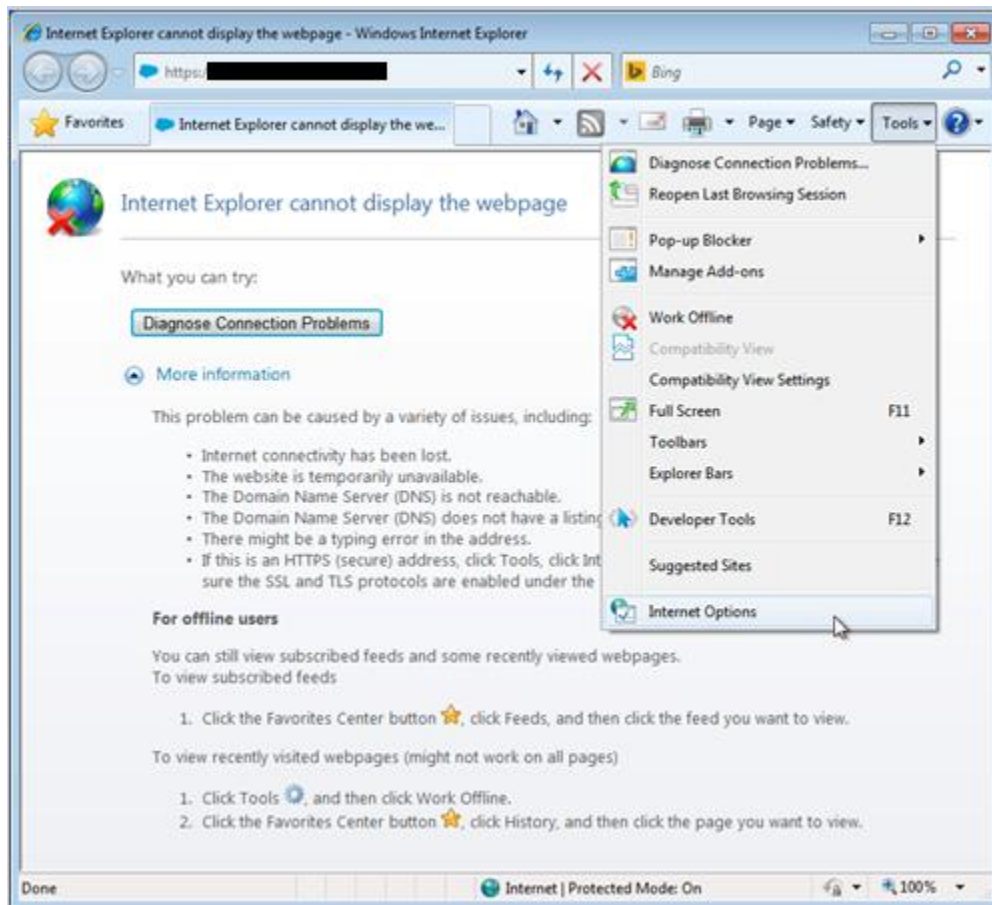 Internet Explorer cannot display the webpage - Windows Internet Explorer
https:/
Bing
Favorites
Internet Explorer cannot display the we...
Page
Safety
Tools
Diagnose Connection Problems...
Reopen Last Browsing Session
Pop-up Blocker
Manage Add-ons
Work Offline
Compatibility View
Compatibility View Settings
Full Screen F11
Toolbars
Explorer Bars
Developer Tools F12
Suggested Sites
Internet Options
Internet Explorer cannot display the webpage
What you can try:
Diagnose Connection Problems
More information
This problem can be caused by a variety of issues, including:
• Internet connectivity has been lost.
• The website is temporarily unavailable.
• The Domain Name Server (DNS) is not reachable.
• The Domain Name Server (DNS) does not have a listing
• There might be a typing error in the address.
• If this is an HTTPS (secure) address, click Tools, click Int
sure the SSL and TLS protocols are enabled under the
For offline users
You can still view subscribed feeds and some recently viewed webpages.
To view subscribed feeds
1. Click the Favorites Center button , click Feeds, and then click the feed you want to view.
To view recently visited webpages (might not work on all pages)
1. Click Tools , and then click Work Offline.
2. Click the Favorites Center button , click History, and then click the page you want to view.
Done
Internet | Protected Mode: On
100%